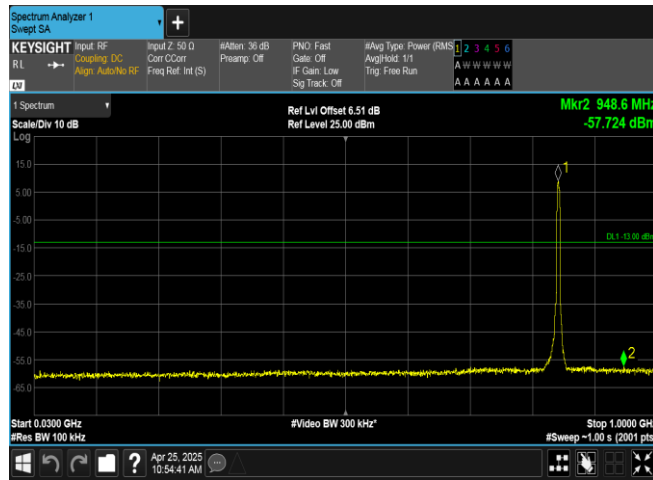 Spectrum Analyzer 1
Swept SA
+
KEYSIGHT
RL
LXI
Input: RF
Coupling: DC
Align: Auto/No RF
Input Z: 50 Ω
Corr CCorr
Freq Ref: Int (S)
#Atten: 36 dB
Preamp: Off
PNO: Fast
Gate: Off
IF Gain: Low
Sig Track: Off
#Avg Type: Power (RMS
Avg|Hold: 1/1
Trig: Free Run
1 2 3 4 5 6
A W W W W W
A A A A A A
1 Spectrum
Scale/Div 10 dB
Log
Ref Lvl Offset 6.51 dB
Ref Level 25.00 dBm
Mkr2 948.6 MHz
-57.724 dBm
15.0
5.00
-5.00
-15.0
-25.0
-35.0
-45.0
-55.0
-65.0
1
DL1 -13.00 dBm
2
Start 0.0300 GHz
#Res BW 100 kHz
#Video BW 300 kHz*
Stop 1.0000 GHz
#Sweep ~1.00 s (2001 pts)
?
Apr 25, 2025
10:54:41 AM